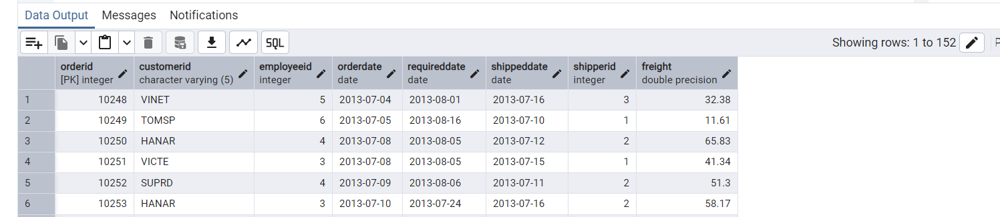 Data Output Messages Notifications
SQL Showing rows: 1 to 152 P
orderid customerid employeeid orderdate requireddate shippeddate shipperid freight
[PK] integer character varying (5) integer date date date integer double precision
1 10248 VINET 5 2013-07-04 2013-08-01 2013-07-16 3 32.38
2 10249 TOMSP 6 2013-07-05 2013-08-16 2013-07-10 1 11.61
3 10250 HANAR 4 2013-07-08 2013-08-05 2013-07-12 2 65.83
4 10251 VICTE 3 2013-07-08 2013-08-05 2013-07-15 1 41.34
5 10252 SUPRD 4 2013-07-09 2013-08-06 2013-07-11 2 51.3
6 10253 HANAR 3 2013-07-10 2013-07-24 2013-07-16 2 58.17